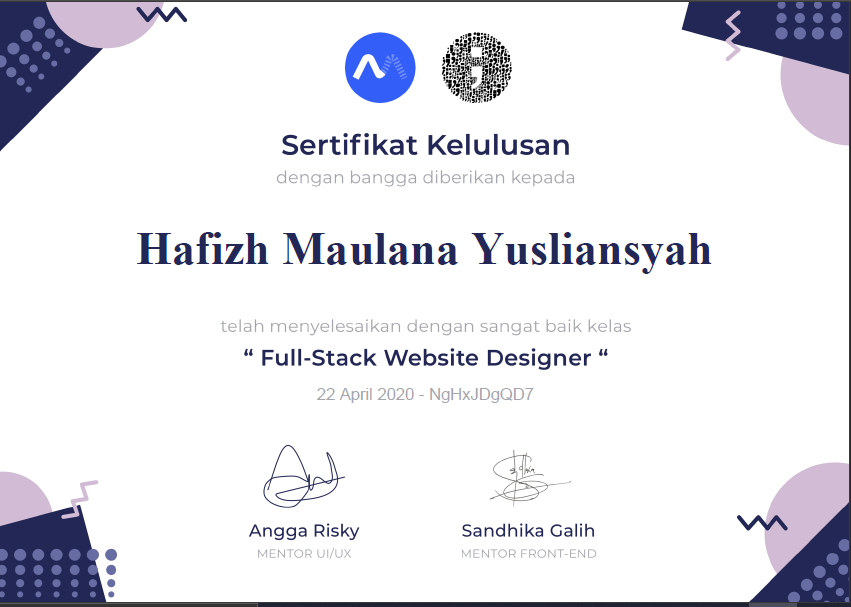 Sertifikat Kelulusan
dengan bangga diberikan kepada
Hafizh Maulana Yusliansyah
telah menyelesaikan dengan sangat baik kelas
“ Full-Stack Website Designer “
22 April 2020 - NgHxJDgQD7
Angga Risky
Sandhika Galih
MENTOR UI/UX
MENTOR FRONT-END